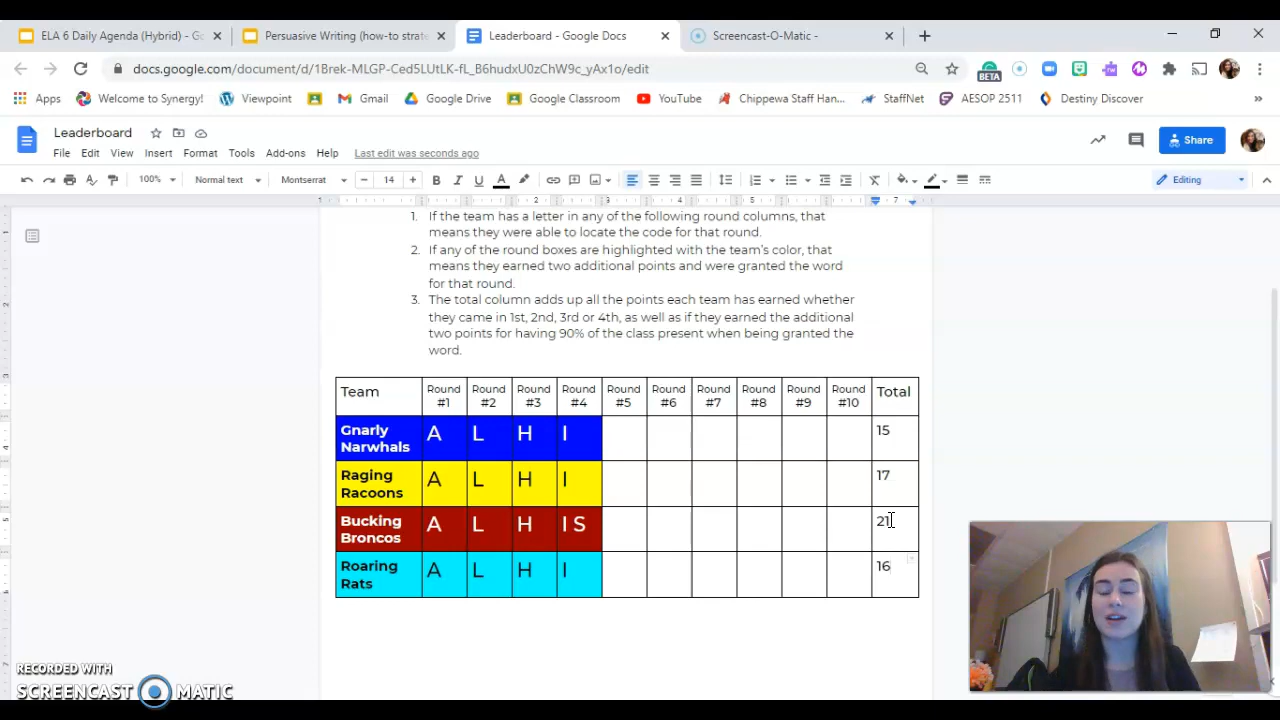 ELA 6 Daily Agenda (Hybrid) - Go
Persuasive Writing (how-to strate
Leaderboard - Google Docs
Screencast-O-Matic -
docs.google.com/document/d/1Brek-MLGP-Ced5LUtLK-fL_B6hudxU0zChW9c_yAx1o/edit
BETA
Apps
Welcome to Synergy!
Viewpoint
Gmail
Google Drive
Google Classroom
YouTube
Chippewa Staff Han...
StaffNet
AESOP 2511
Destiny Discover
Leaderboard
Share
File Edit View Insert Format Tools Add-ons Help Last edit was seconds ago
100% Normal text Montserrat 14 B I U A Editing
1. If the team has a letter in any of the following round columns, that
means they were able to locate the code for that round.
2. If any of the round boxes are highlighted with the team's color, that
means they earned two additional points and were granted the word
for that round.
3. The total column adds up all the points each team has earned whether
they came in 1st, 2nd, 3rd or 4th, as well as if they earned the additional
two points for having 90% of the class present when being granted the
word.
Team Round #1 Round #2 Round #3 Round #4 Round #5 Round #6 Round #7 Round #8 Round #9 Round #10 Total
Gnarly Narwhals A L H I 15
Raging Racoons A L H I 17
Bucking Broncos A L H I S 21
Roaring Rats A L H I 16
RECORDED WITH
SCREENCAST MATIC